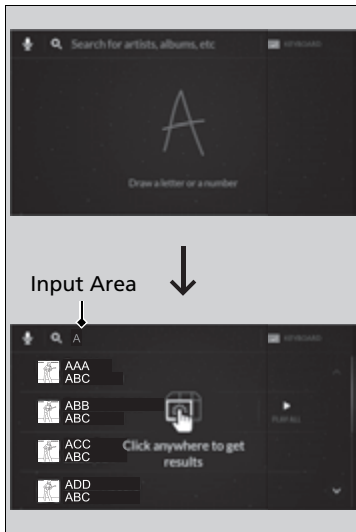 Search for artists, albums, etc
KEYBOARD
A
Draw a letter or a number
Input Area
A
KEYBOARD
AAA
ABC
ABB
ABC
PLAY ALL
ACC
ABC
Click anywhere to get
results
ADD
ABC